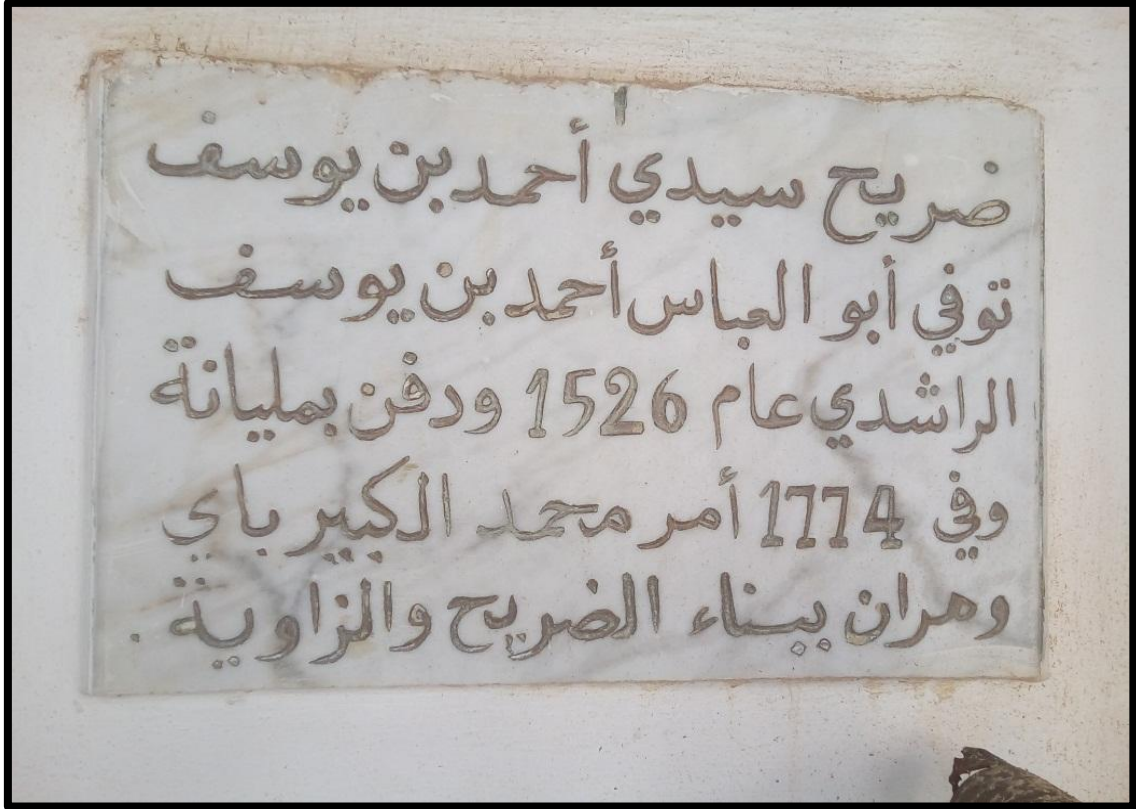 ضريح سيدي أحمد بن يوسف
توفي أبو العباس أحمد بن يوسف
الراشدي عام 1526 ودفن بمليانة
وفي 1774 أمر محمد الكبير باي
وهران ببناء الضريح والزاوية .